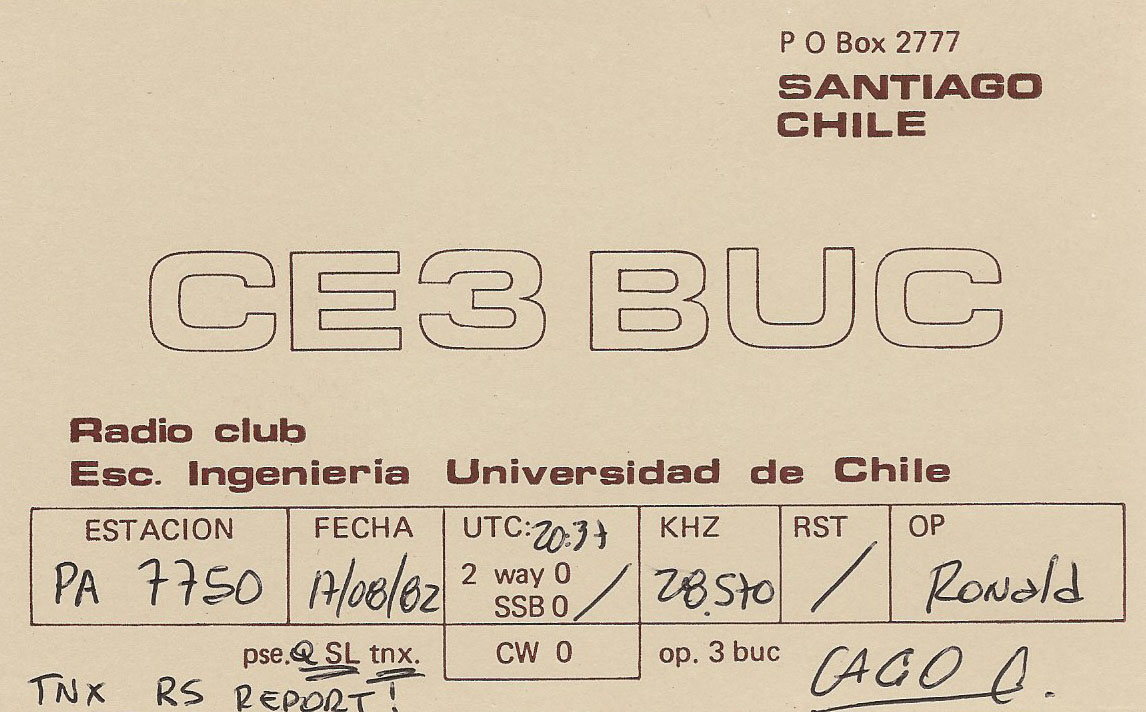 P O Box 2777
SANTIAGO
CHILE
CE3 BUC
Radio club
Esc. Ingenieria Universidad de Chile
ESTACION FECHA UTC: 20:37 KHZ RST OP
PA 7750 17/08/82 2 way 0 / 28.570 / Ronald
SSB 0
pse. QSL tnx. CW 0 op. 3 buc
TNX RS REPORT!